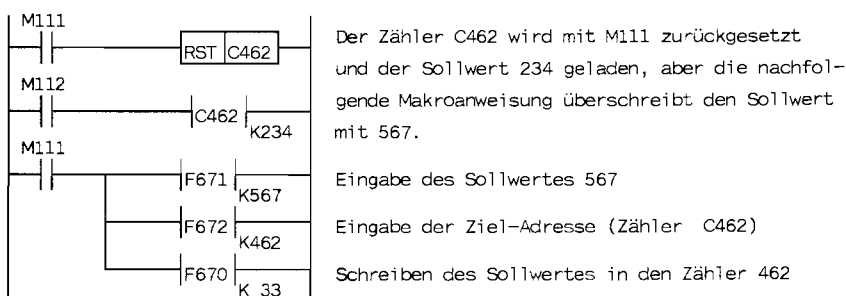 M111
RST C462
Der Zähler C462 wird mit M111 zurückgesetzt
und der Sollwert 234 geladen, aber die nachfol-
gende Makroanweisung überschreibt den Sollwert
mit 567.
M112
C462
K234
M111
F671
K567
Eingabe des Sollwertes 567
F672
K462
Eingabe der Ziel-Adresse (Zähler C462)
F670
K 33
Schreiben des Sollwertes in den Zähler 462